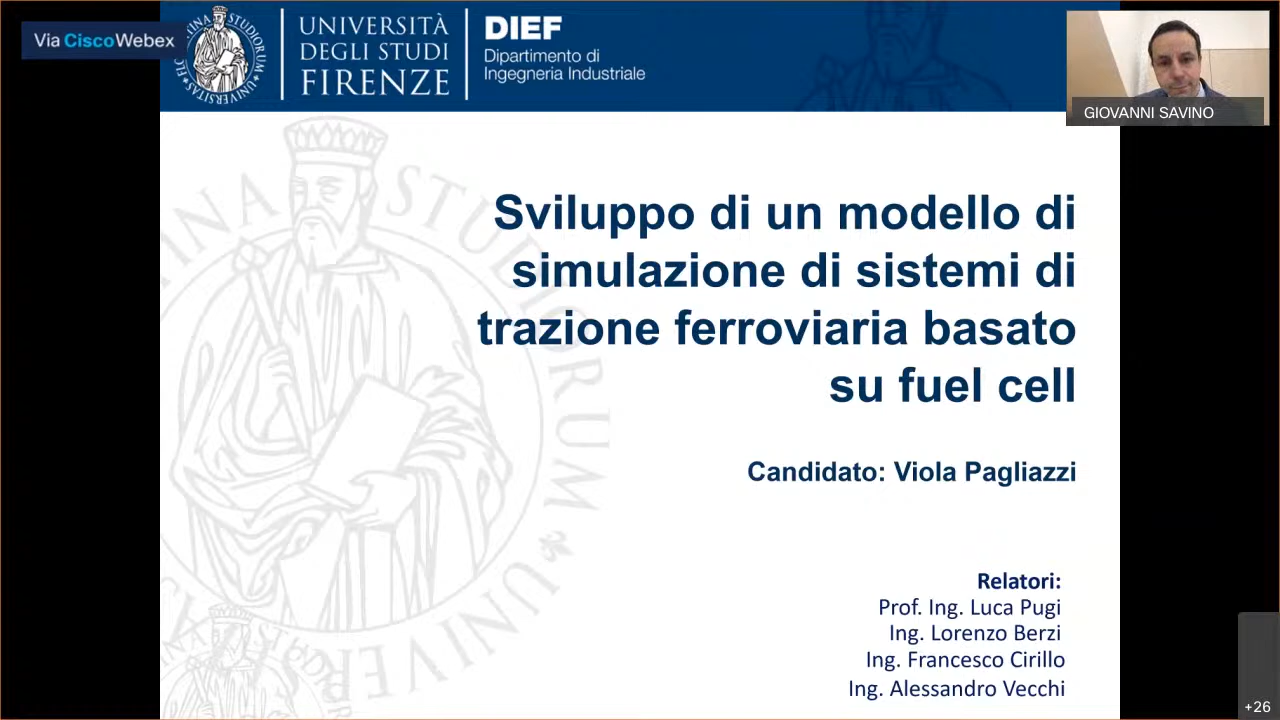 Via Cisco Webex
UNIVERSITÀ
DEGLI STUDI
FIRENZE
DIEF
Dipartimento di
Ingegneria Industriale
GIOVANNI SAVINO
Sviluppo di un modello di
simulazione di sistemi di
trazione ferroviaria basato
su fuel cell
Candidato: Viola Pagliazzi
Relatori:
Prof. Ing. Luca Pugi
Ing. Lorenzo Berzi
Ing. Francesco Cirillo
Ing. Alessandro Vecchi
+26